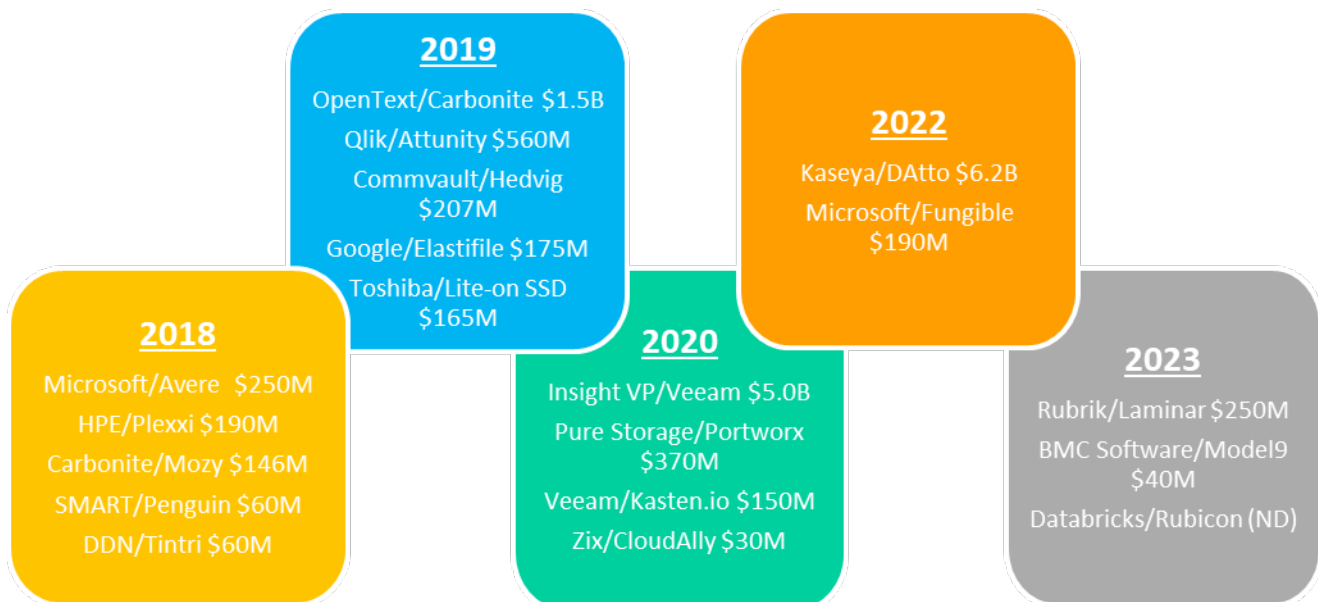 2019
OpenText/Carbonite $1.5B
Qlik/Attunity $560M
Commvault/Hedvig
$207M
Google/Elastifile $175M
Toshiba/Lite-on SSD
$165M
2022
Kaseya/DAtto $6.2B
Microsoft/Fungible
$190M
2018
Microsoft/Avere $250M
HPE/Plexxi $190M
Carbonite/Mozy $146M
SMART/Penguin $60M
DDN/Tintri $60M
2020
Insight VP/Veeam $5.0B
Pure Storage/Portworx
$370M
Veeam/Kasten.io $150M
Zix/CloudAlly $30M
2023
Rubrik/Laminar $250M
BMC Software/Model9
$40M
Databricks/Rubicon (ND)